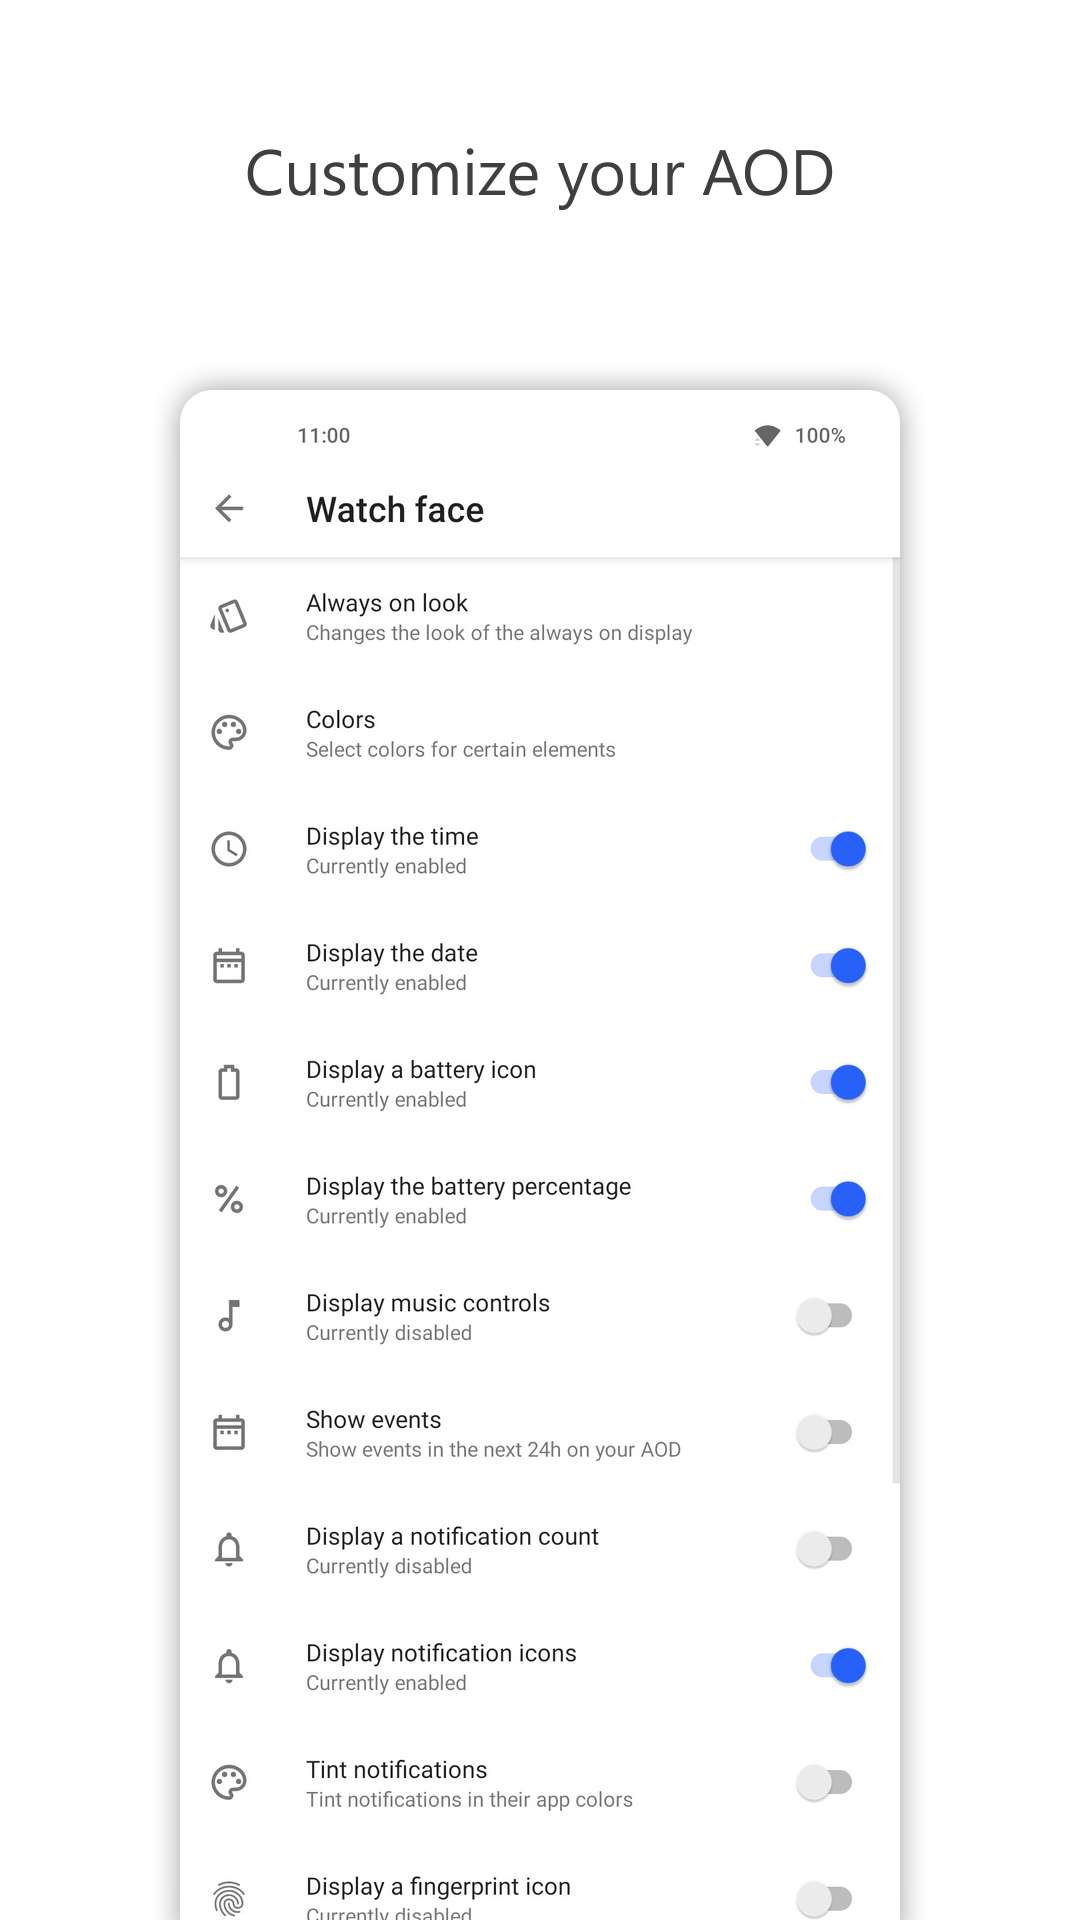 Customize your AOD
11:00 100%
Watch face
Always on look
Changes the look of the always on display
Colors
Select colors for certain elements
Display the time
Currently enabled
Display the date
Currently enabled
Display a battery icon
Currently enabled
Display the battery percentage
Currently enabled
Display music controls
Currently disabled
Show events
Show events in the next 24h on your AOD
Display a notification count
Currently disabled
Display notification icons
Currently enabled
Tint notifications
Tint notifications in their app colors
Display a fingerprint icon
Currently disabled